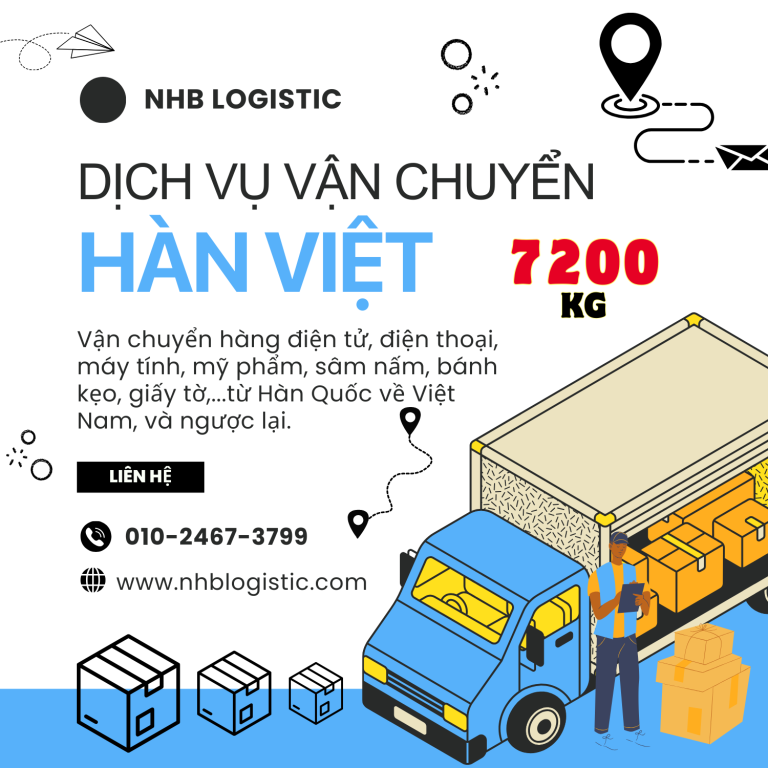 NHB LOGISTIC
DỊCH VỤ VẬN CHUYỂN
HÀN VIỆT
7200
KG
Vận chuyển hàng điện tử, điện thoại,
máy tính, mỹ phẩm, sâm nấm, bánh
kẹo, giấy tờ,...từ Hàn Quốc về Việt
Nam, và ngược lại.
LIÊN HỆ
010-2467-3799
www.nhblogistic.com